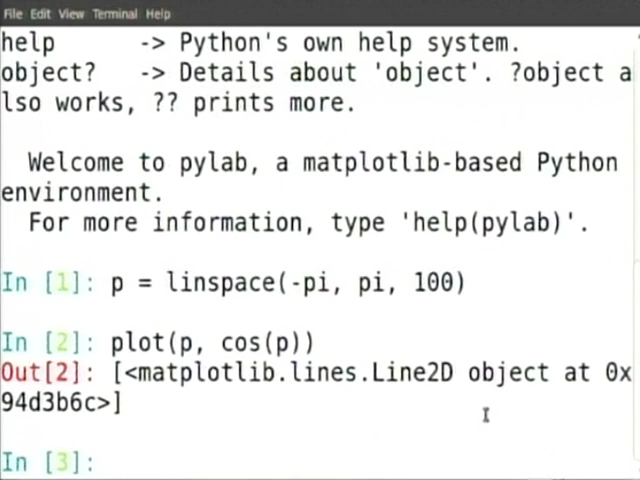 File Edit View Terminal Help
help -> Python's own help system.
object? -> Details about 'object'. ?object a
lso works, ?? prints more.
Welcome to pylab, a matplotlib-based Python
environment.
For more information, type 'help(pylab)'.
In [1]: p = linspace(-pi, pi, 100)
In [2]: plot(p, cos(p))
Out[2]: [<matplotlib.lines.Line2D object at 0x
94d3b6c>]
In [3]: